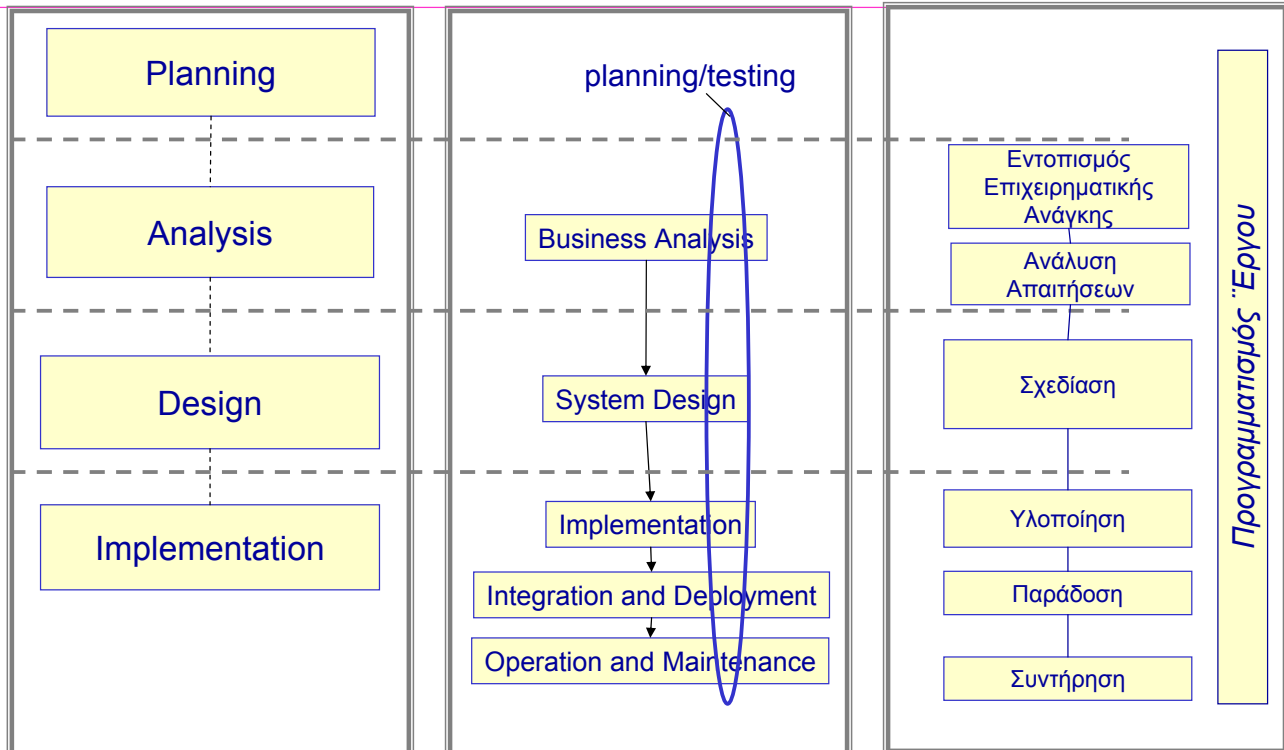 Planning
Analysis
Design
Implementation
planning/testing
Business Analysis
System Design
Implementation
Integration and Deployment
Operation and Maintenance
Εντοπισμός
Επιχειρηματικής
Ανάγκης
Ανάλυση
Απαιτήσεων
Σχεδίαση
Υλοποίηση
Παράδοση
Συντήρηση
Προγραμματισμός ¨Εργου